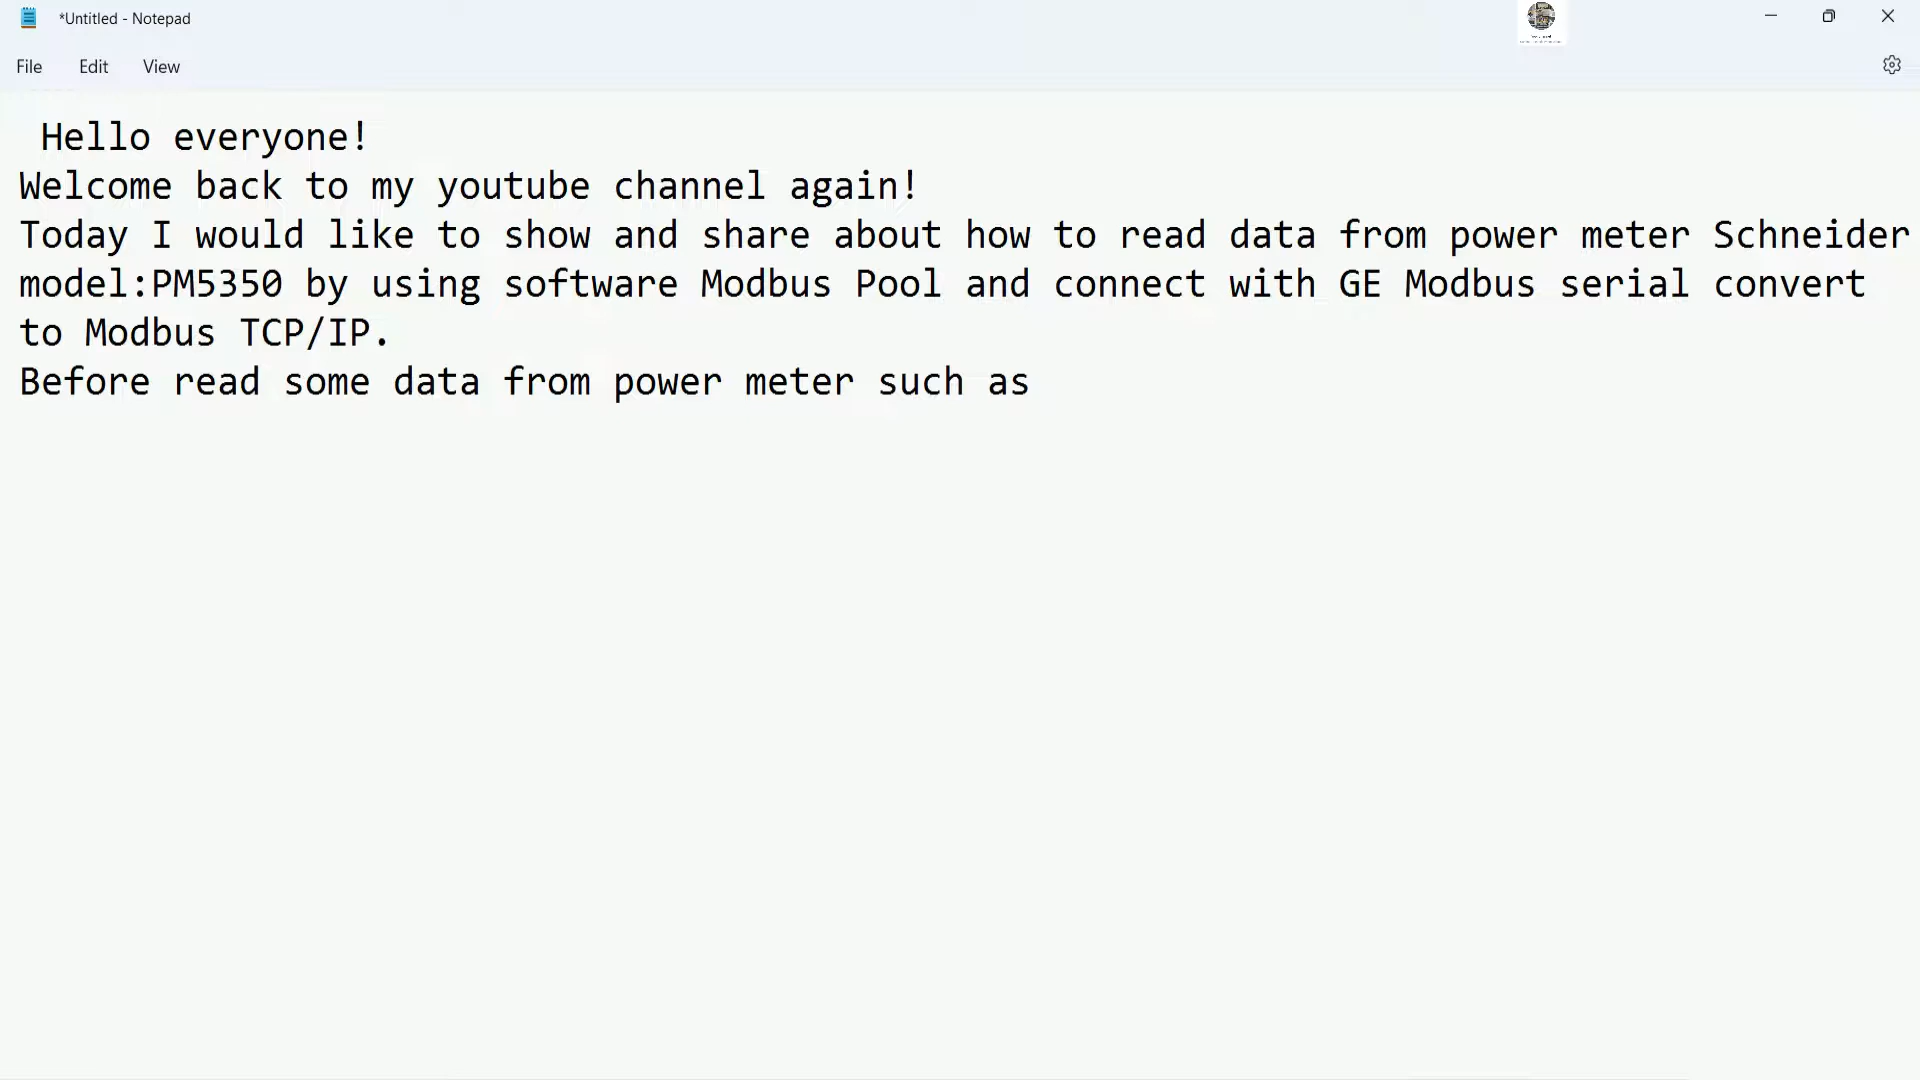 *Untitled - Notepad
File Edit View
Hello everyone!
Welcome back to my youtube channel again!
Today I would like to show and share about how to read data from power meter Schneider
model:PM5350 by using software Modbus Pool and connect with GE Modbus serial convert
to Modbus TCP/IP.
Before read some data from power meter such as